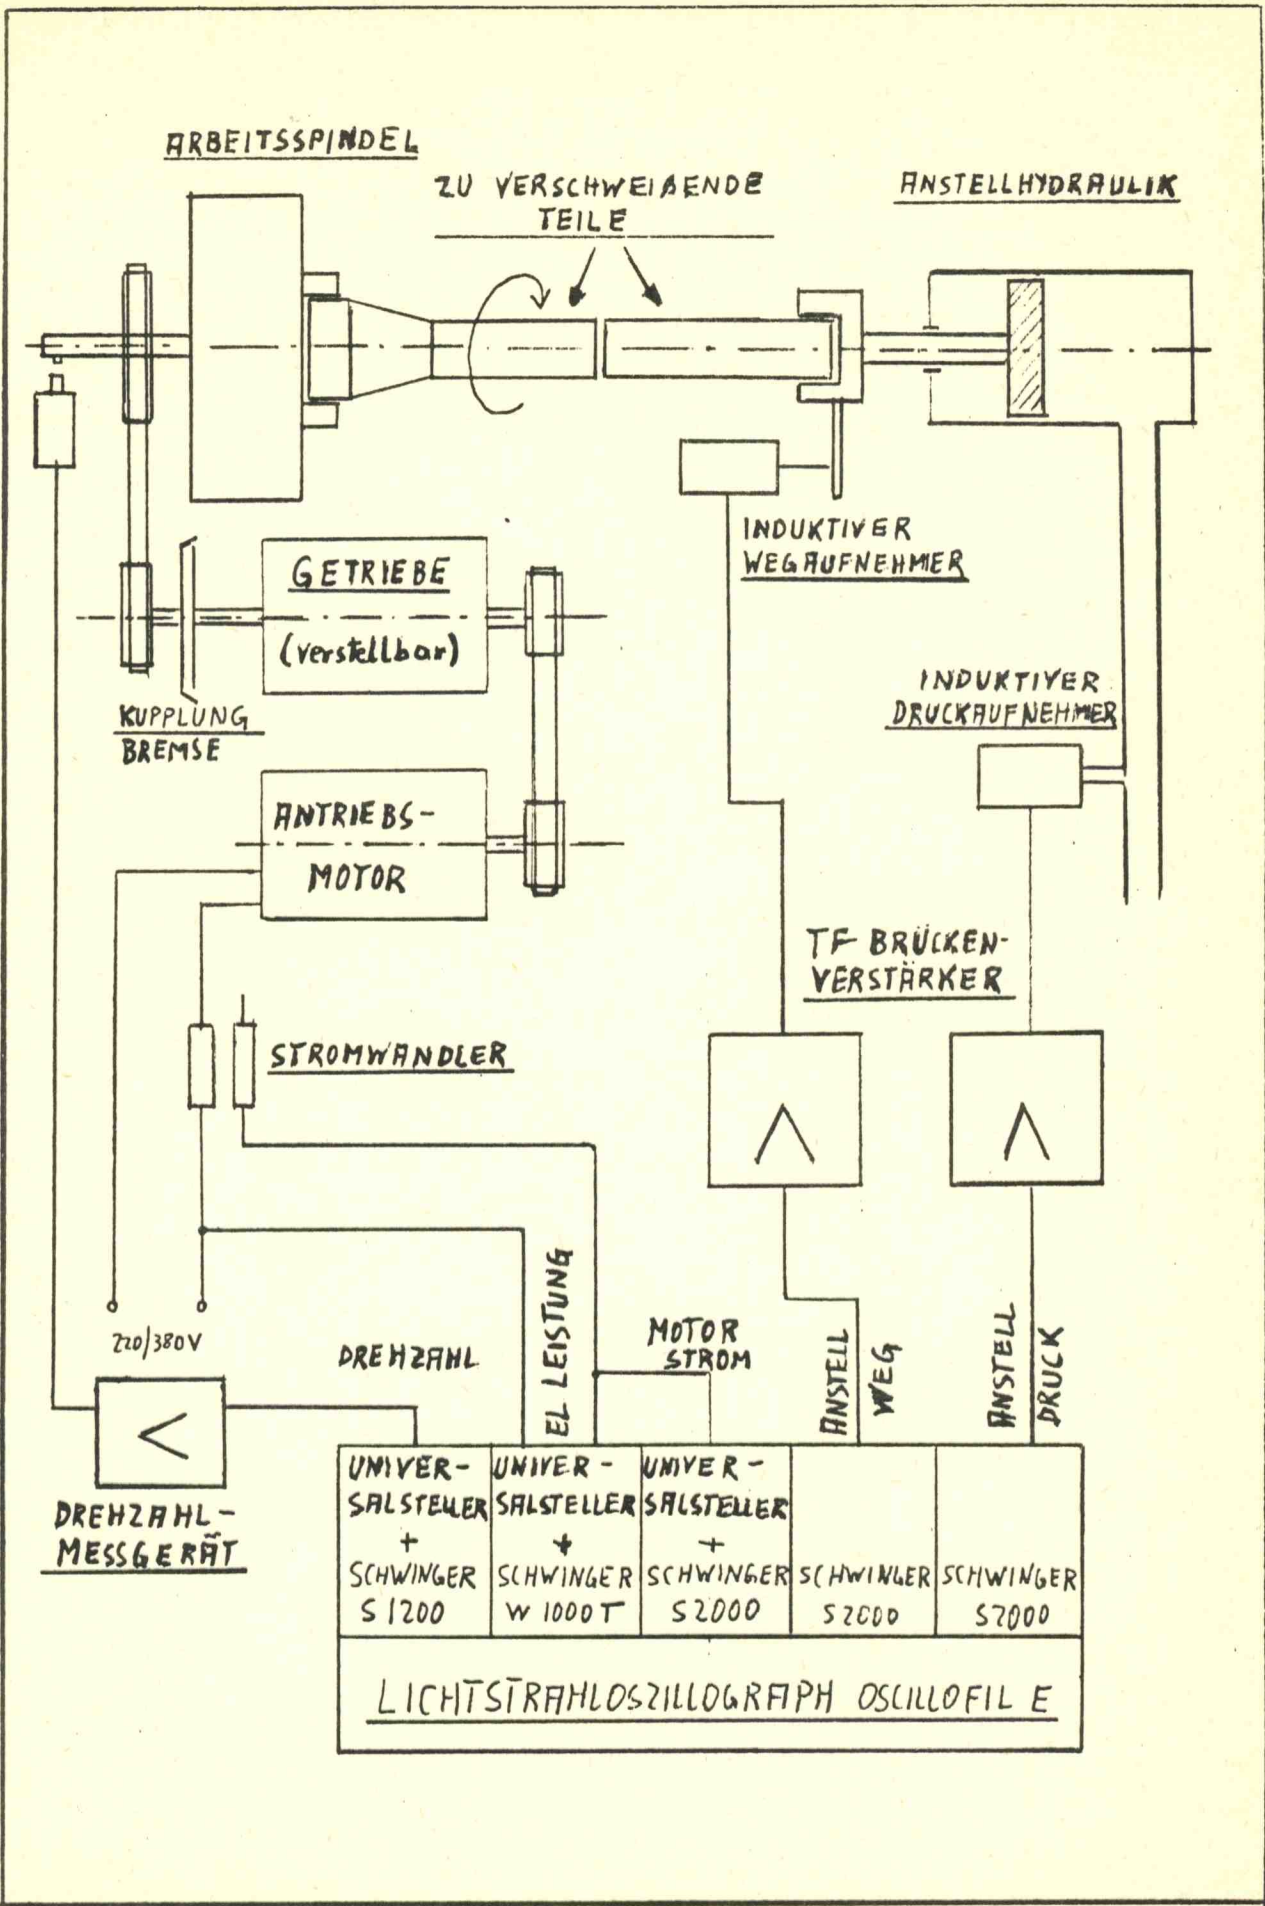 ARBEITSSPINDEL
ZU VERSCHWEIßENDE
TEILE
ANSTELLHYDRAULIK
INDUKTIVER
WEGAUFNEHMER
GETRIEBE
(verstellbar)
KUPPLUNG
BREMSE
INDUKTIVER
DRUCKAUFNEHMER
ANTRIEBS-
MOTOR
TF BRÜCKEN-
VERSTÄRKER
STROMWANDLER
220/380V
DREHZAHL
EL LEISTUNG
MOTOR
STROM
ANSTELL
WEG
ANSTELL
DRUCK
DREHZAHL-
MESSGERÄT
UNIVER-
SALSTELLER
+
SCHWINGER
S 1200
UNIVER-
SALSTELLER
+
SCHWINGER
W 1000 T
UNIVER-
SALSTELLER
+
SCHWINGER
S 2000
SCHWINGER
S 2000
SCHWINGER
S 2000
LICHTSTRAHLOSZILLOGRAPH OSCILLOFIL E